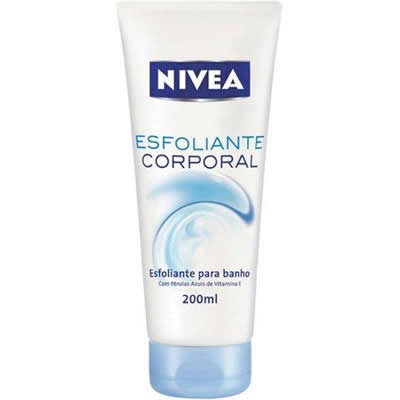 NIVEA
ESFOLIANTE
CORPORAL
Esfoliante para banho
Com Pérolas Azuis de Vitamina E
200ml